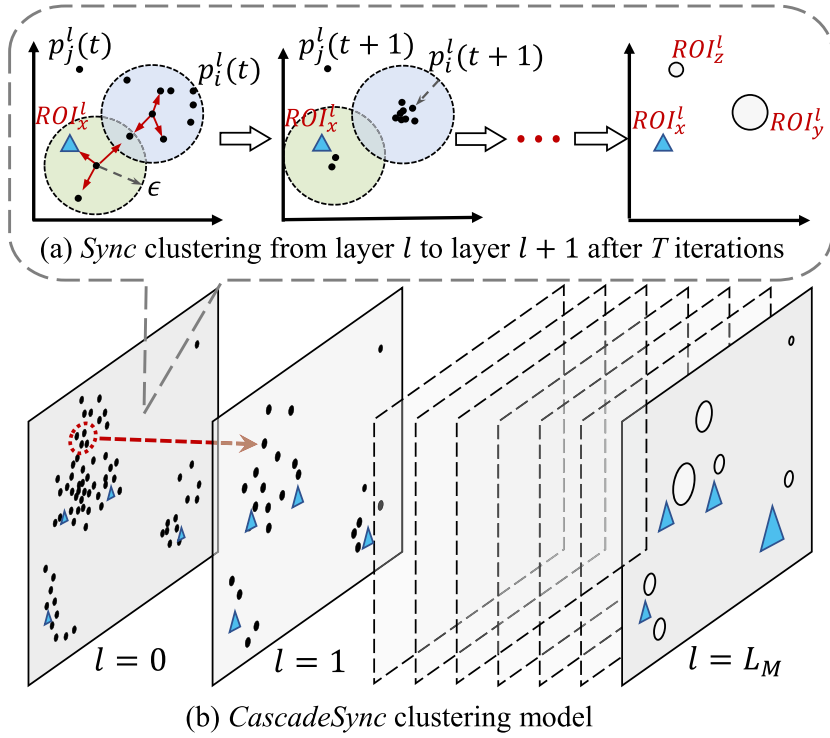 p_j^l(t) p_i^l(t) p_j^l(t + 1) p_i^l(t + 1) ROI_z^l
ROI_x^l ROI_x^l ROI_x^l ROI_y^l
ϵ
(a) Sync clustering from layer l to layer l + 1 after T iterations
l = 0 l = 1 l = L_M
(b) CascadeSync clustering model